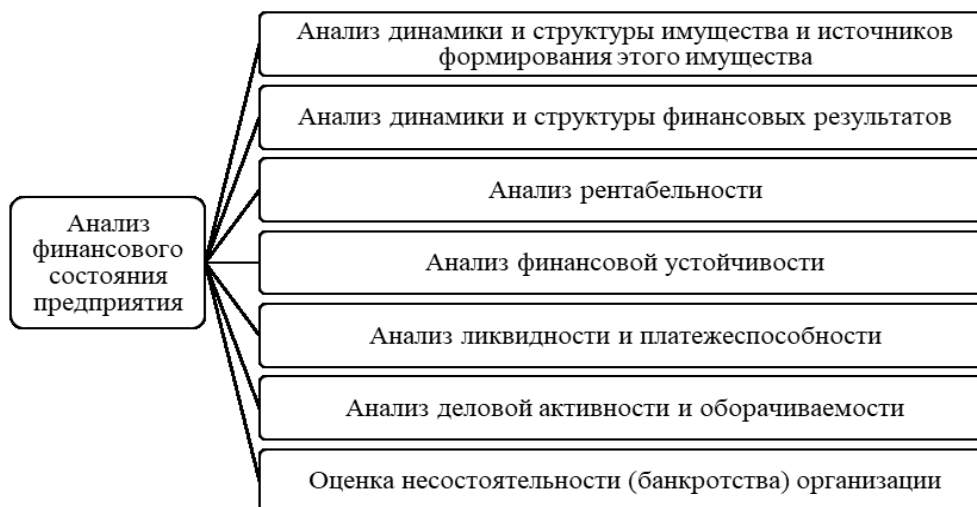 Анализ
финансового
состояния
предприятия
Анализ динамики и структуры имущества и источников
формирования этого имущества
Анализ динамики и структуры финансовых результатов
Анализ рентабельности
Анализ финансовой устойчивости
Анализ ликвидности и платежеспособности
Анализ деловой активности и оборачиваемости
Оценка несостоятельности (банкротства) организации